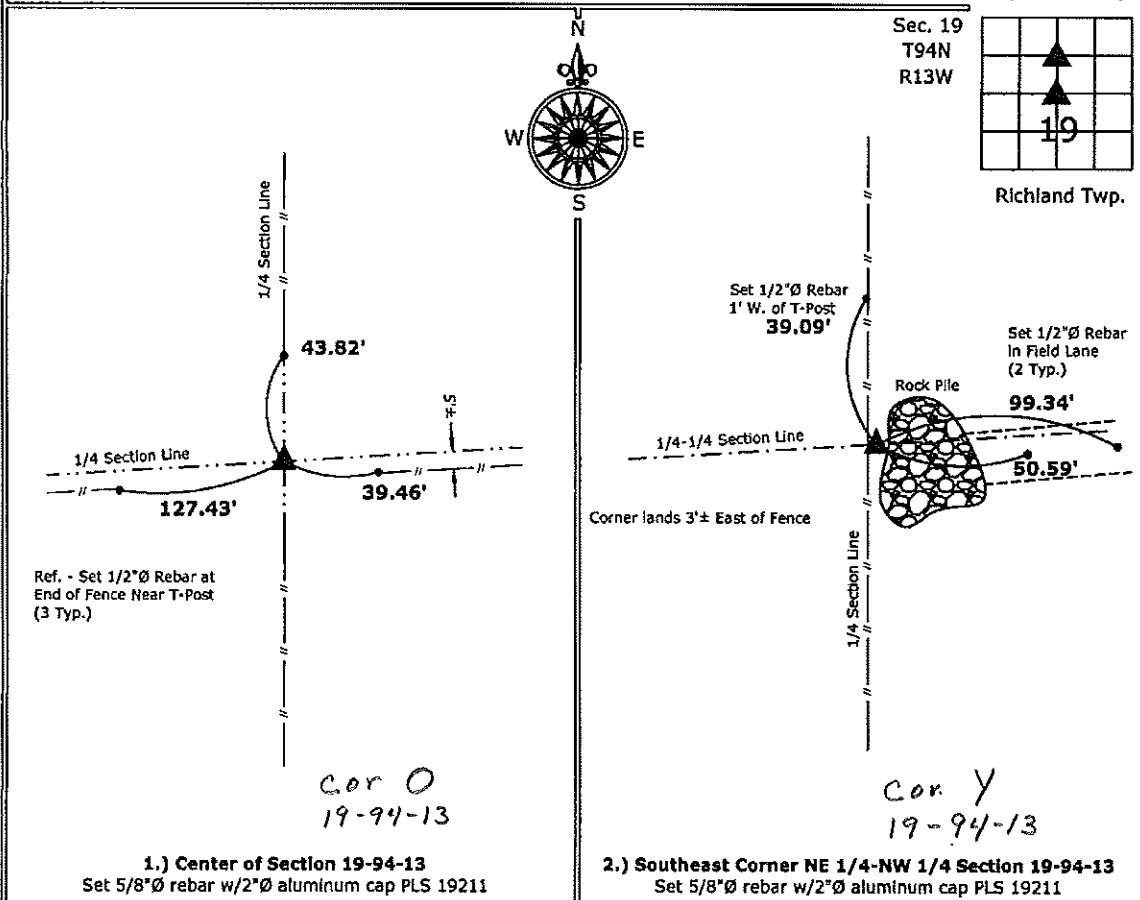 N
W
E
S
Sec. 19
T94N
R13W
19
Richland Twp.
1/4 Section Line
43.82'
5'±
1/4 Section Line
127.43'
39.46'
Ref. - Set 1/2"Ø Rebar at
End of Fence Near T-Post
(3 Typ.)
Cor O
19-94-13
1.) Center of Section 19-94-13
Set 5/8"Ø rebar w/2"Ø aluminum cap PLS 19211
Set 1/2"Ø Rebar
1' W. of T-Post
39.09'
Set 1/2"Ø Rebar
in Field Lane
(2 Typ.)
Rock Pile
99.34'
1/4-1/4 Section Line
50.59'
Corner lands 3'± East of Fence
1/4 Section Line
Cor. Y
19-94-13
2.) Southeast Corner NE 1/4-NW 1/4 Section 19-94-13
Set 5/8"Ø rebar w/2"Ø aluminum cap PLS 19211